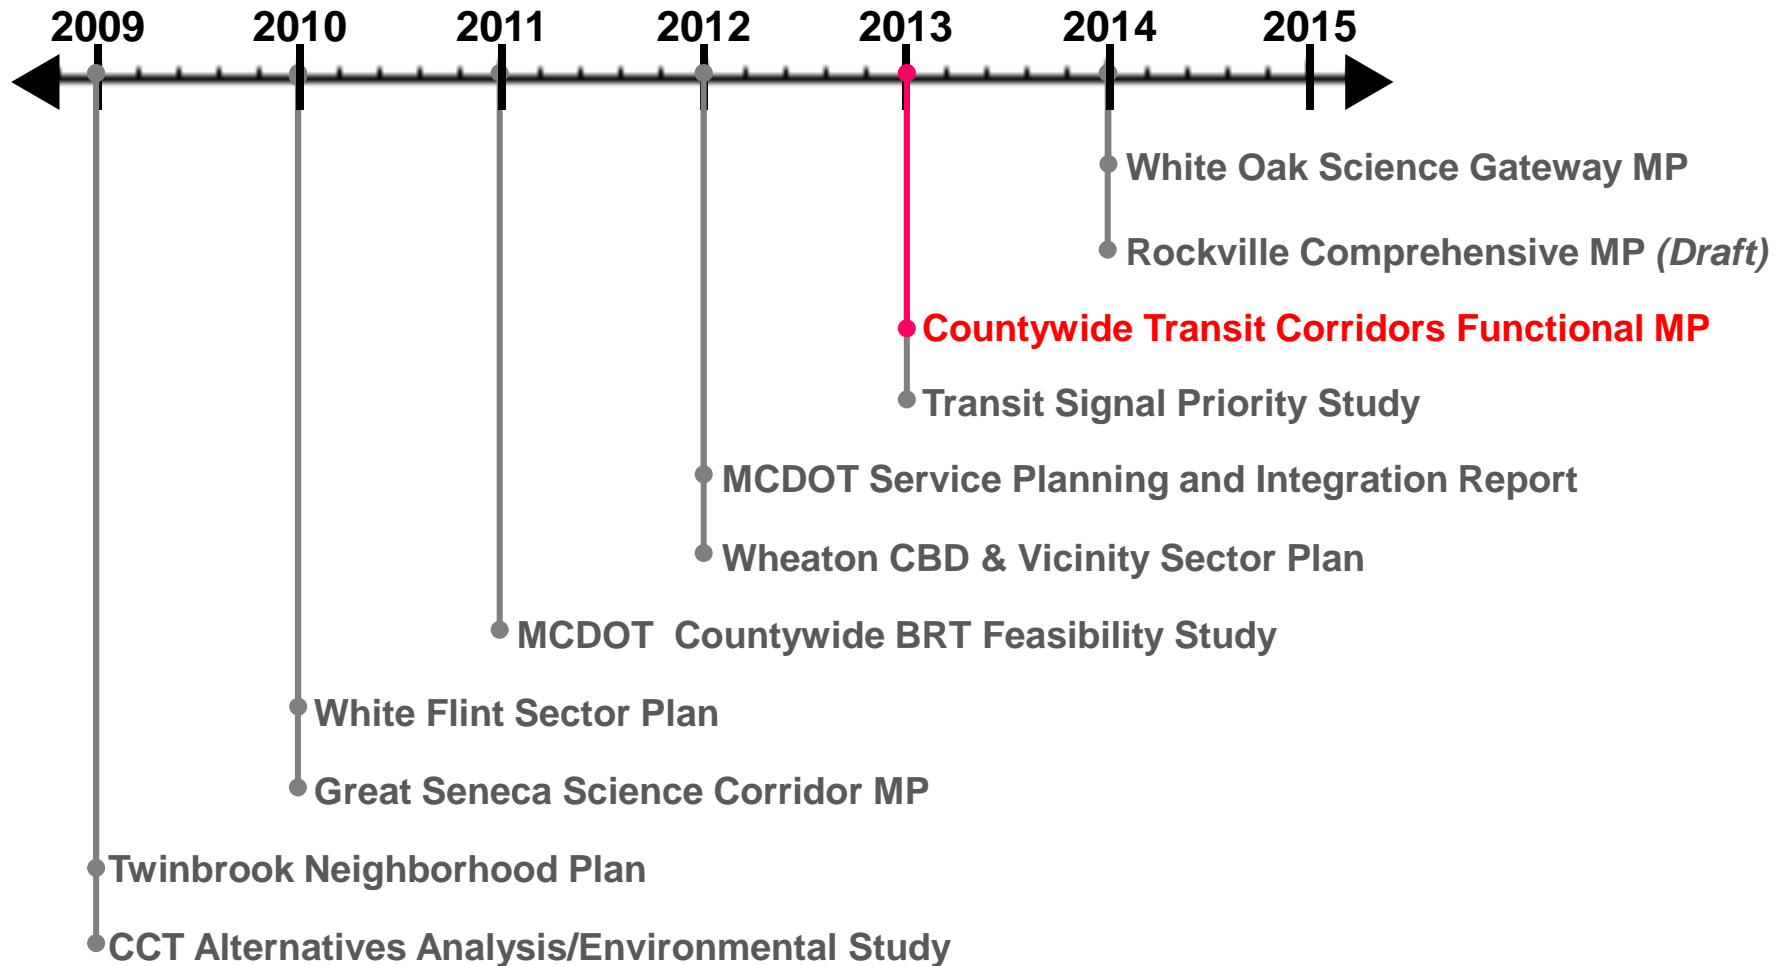 2009 2010 2011 2012 2013 2014 2015
White Oak Science Gateway MP
Rockville Comprehensive MP (Draft)
Countywide Transit Corridors Functional MP
Transit Signal Priority Study
MCDOT Service Planning and Integration Report
Wheaton CBD & Vicinity Sector Plan
MCDOT  Countywide BRT Feasibility Study
White Flint Sector Plan
Great Seneca Science Corridor MP
Twinbrook Neighborhood Plan
CCT Alternatives Analysis/Environmental Study